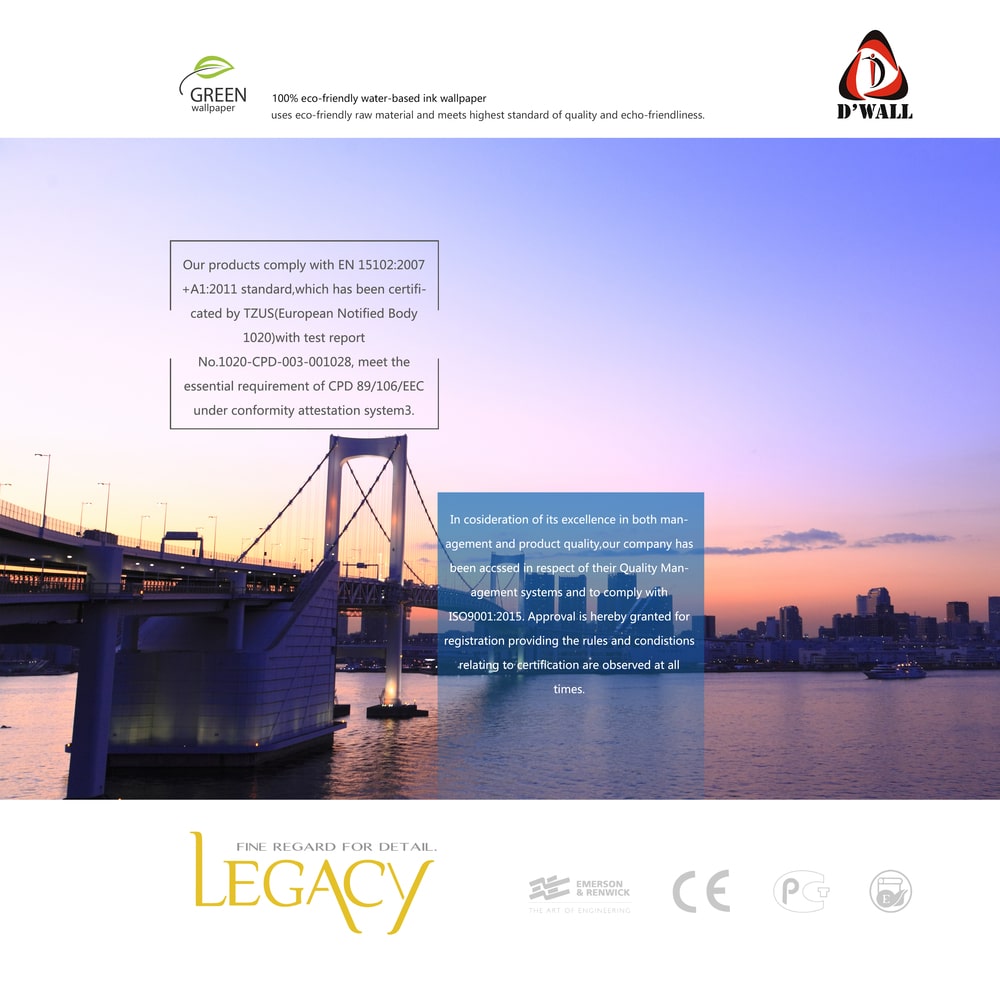 GREEN
wallpaper
100% eco-friendly water-based ink wallpaper
uses eco-friendly raw material and meets highest standard of quality and echo-friendliness.
D
D'WALL
Our products comply with EN 15102:2007
+A1:2011 standard,which has been certifi-
cated by TZUS(European Notified Body
1020)with test report
No.1020-CPD-003-001028, meet the
essential requirement of CPD 89/106/EEC
under conformity attestation system3.
In cosideration of its excellence in both man-
agement and product quality,our company has
been accssed in respect of their Quality Man-
agement systems and to comply with
ISO9001:2015. Approval is hereby granted for
registration providing the rules and condistions
relating to certification are observed at all
times.
FINE REGARD FOR DETAIL.
LEGACY
EMERSON
& RENWICK
THE ART OF ENGINEERING
CE
PCT
E